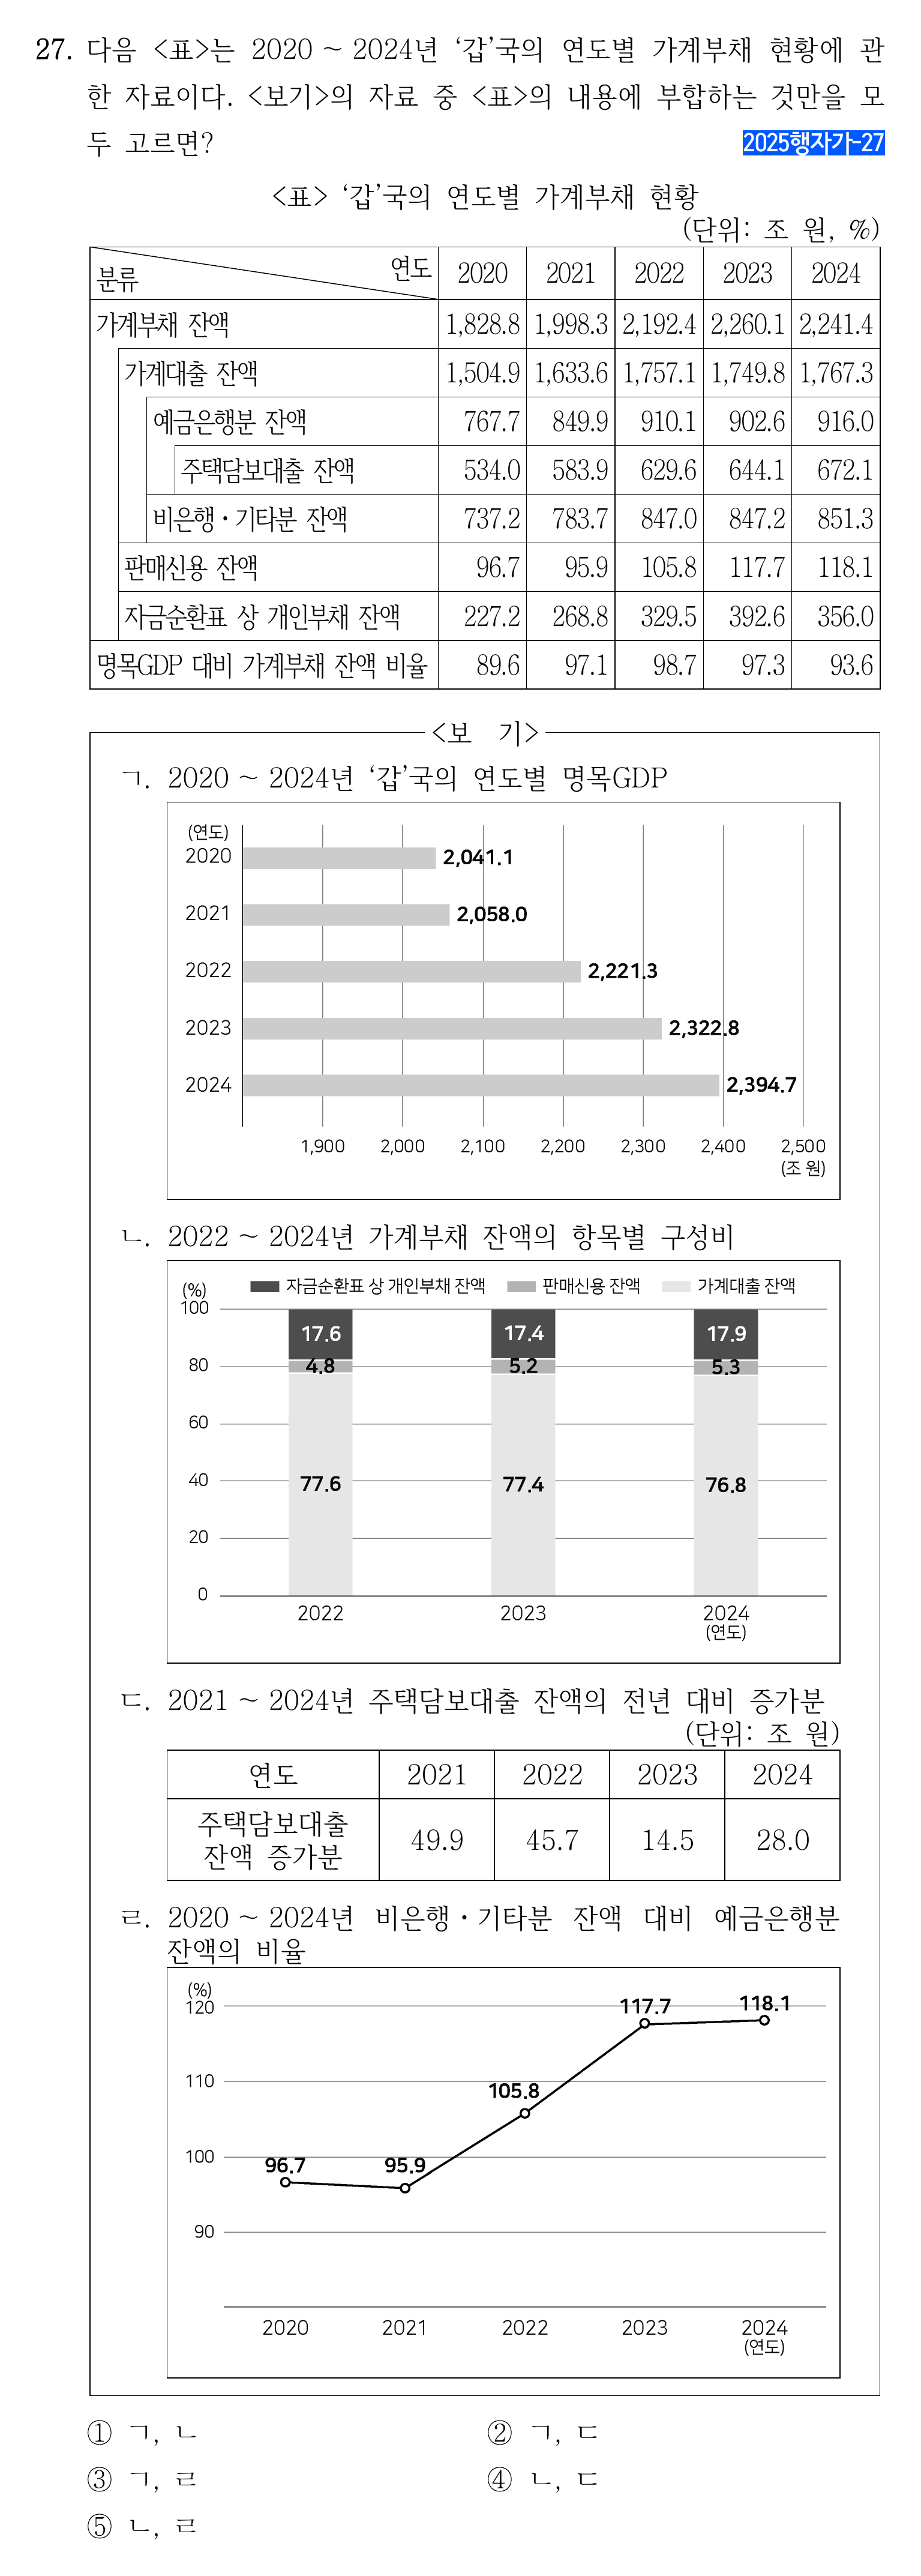 27. 다음 <표>는 2020 ~ 2024년 ‘갑’국의 연도별 가계부채 현황에 관
한 자료이다. <보기>의 자료 중 <표>의 내용에 부합하는 것만을 모
두 고르면? 2025행자가-27
<표> ‘갑’국의 연도별 가계부채 현황
(단위: 조 원, %)
분류 연도 2020 2021 2022 2023 2024
가계부채 잔액 1,828.8 1,998.3 2,192.4 2,260.1 2,241.4
가계대출 잔액 1,504.9 1,633.6 1,757.1 1,749.8 1,767.3
예금은행분 잔액 767.7 849.9 910.1 902.6 916.0
주택담보대출 잔액 534.0 583.9 629.6 644.1 672.1
비은행・기타분 잔액 737.2 783.7 847.0 847.2 851.3
판매신용 잔액 96.7 95.9 105.8 117.7 118.1
자금순환표 상 개인부채 잔액 227.2 268.8 329.5 392.6 356.0
명목GDP 대비 가계부채 잔액 비율 89.6 97.1 98.7 97.3 93.6
<보 기>
ㄱ. 2020 ~ 2024년 ‘갑’국의 연도별 명목GDP
(연도)
2020 2,041.1
2021 2,058.0
2022 2,221.3
2023 2,322.8
2024 2,394.7
1,900 2,000 2,100 2,200 2,300 2,400 2,500
(조 원)
ㄴ. 2022 ~ 2024년 가계부채 잔액의 항목별 구성비
(%) 자금순환표 상 개인부채 잔액 판매신용 잔액 가계대출 잔액
100
17.6 17.4 17.9
80 4.8 5.2 5.3
60
40 77.6 77.4 76.8
20
0
2022 2023 2024
(연도)
ㄷ. 2021 ~ 2024년 주택담보대출 잔액의 전년 대비 증가분
(단위: 조 원)
연도 2021 2022 2023 2024
주택담보대출
잔액 증가분 49.9 45.7 14.5 28.0
ㄹ. 2020 ~ 2024년 비은행・기타분 잔액 대비 예금은행분
잔액의 비율
(%)
120 117.7 118.1
110 105.8
100 96.7 95.9
90
2020 2021 2022 2023 2024
(연도)
① ㄱ, ㄴ ② ㄱ, ㄷ
③ ㄱ, ㄹ ④ ㄴ, ㄷ
⑤ ㄴ, ㄹ